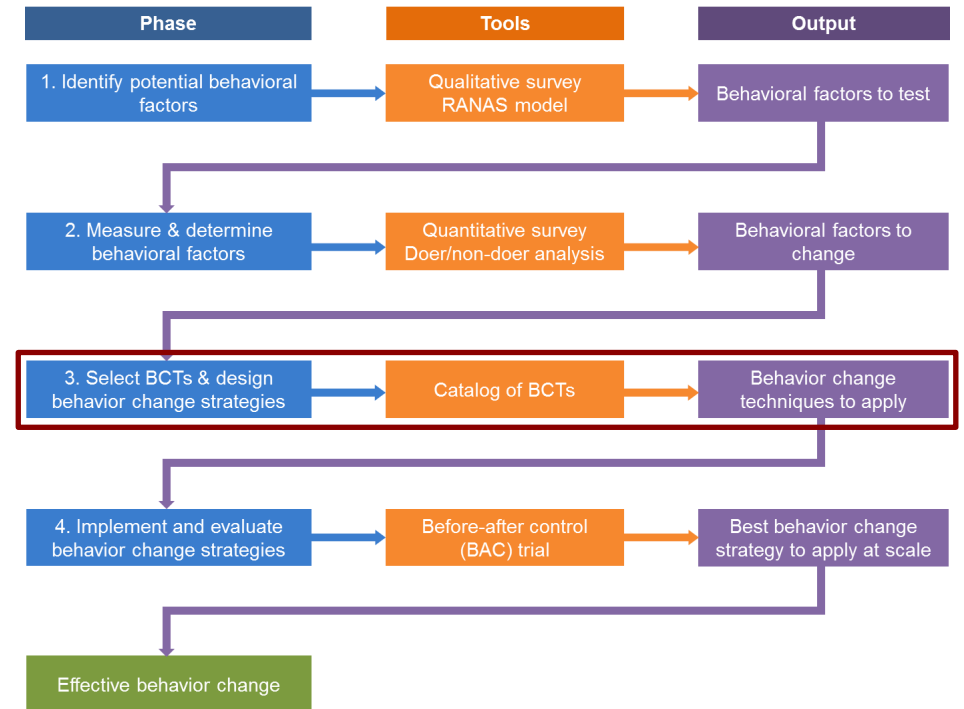 Phase
Tools
Output
1. Identify potential behavioral
factors
Qualitative survey
RANAS model
Behavioral factors to test
2. Measure & determine
behavioral factors
Quantitative survey
Doer/non-doer analysis
Behavioral factors to
change
3. Select BCTs & design
behavior change strategies
Catalog of BCTs
Behavior change
techniques to apply
4. Implement and evaluate
behavior change strategies
Before-after control
(BAC) trial
Best behavior change
strategy to apply at scale
Effective behavior change